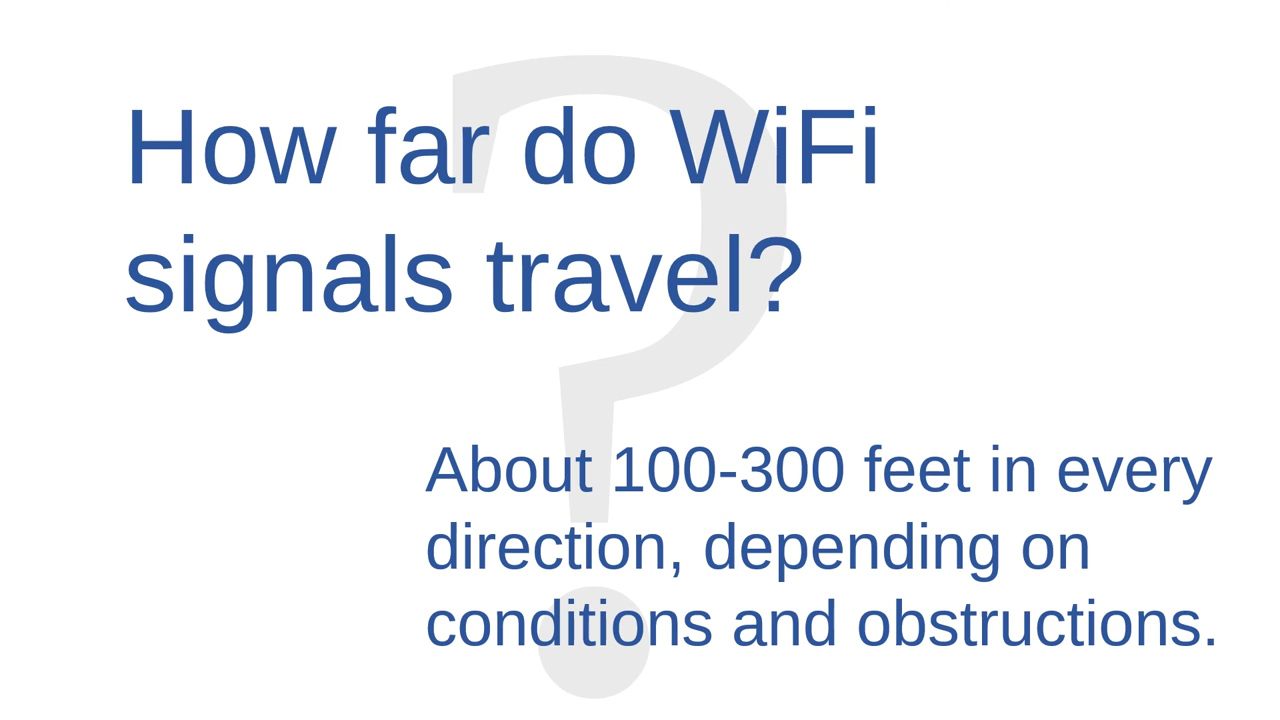 How far do WiFi
signals travel?
About 100-300 feet in every
direction, depending on
conditions and obstructions.